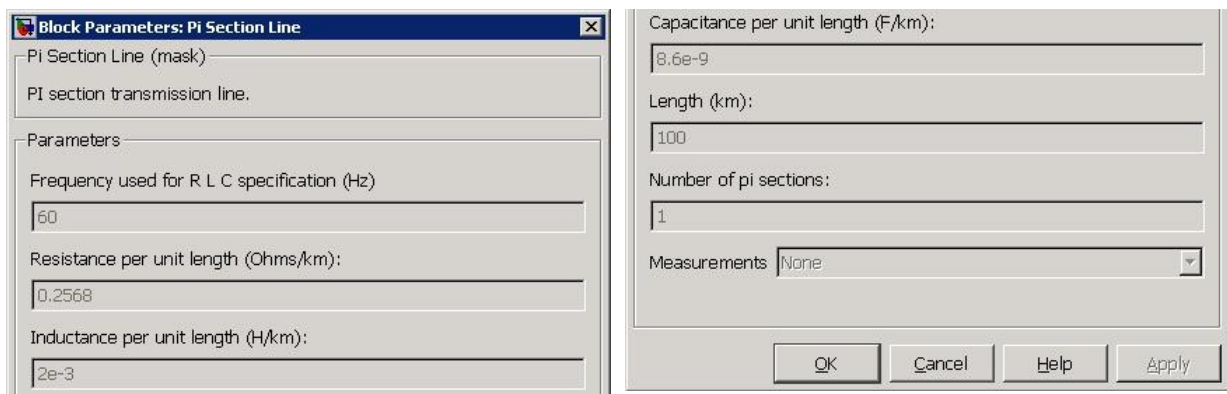 Block Parameters: Pi Section Line
Pi Section Line (mask)
PI section transmission line.
Parameters
Frequency used for R L C specification (Hz)
60
Resistance per unit length (Ohms/km):
0.2568
Inductance per unit length (H/km):
2e-3
Capacitance per unit length (F/km):
8.6e-9
Length (km):
100
Number of pi sections:
1
Measurements None
OK Cancel Help Apply